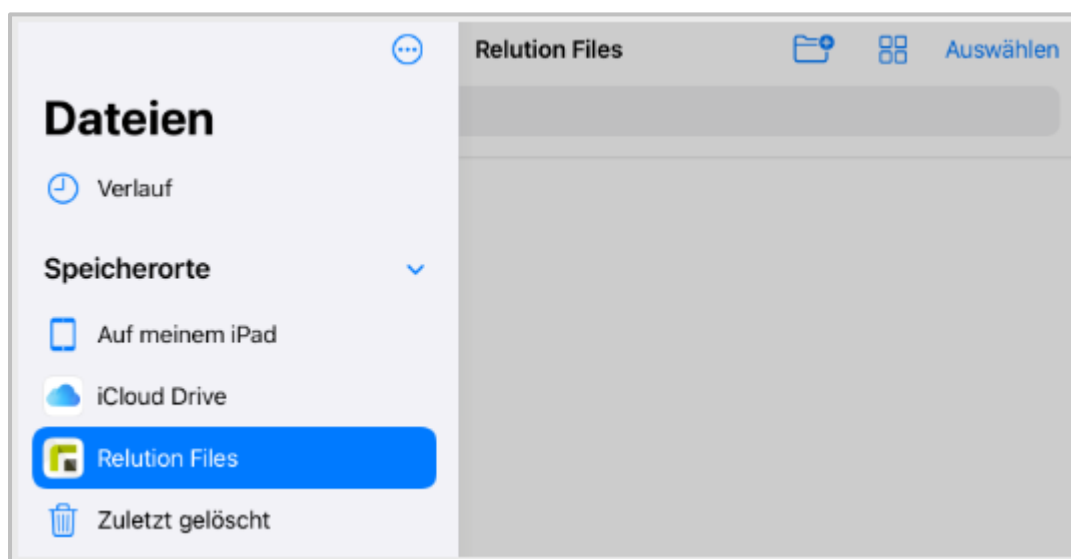 Relution Files
Auswählen
Dateien
Verlauf
Speicherorte
Auf meinem iPad
iCloud Drive
Relution Files
Zuletzt gelöscht